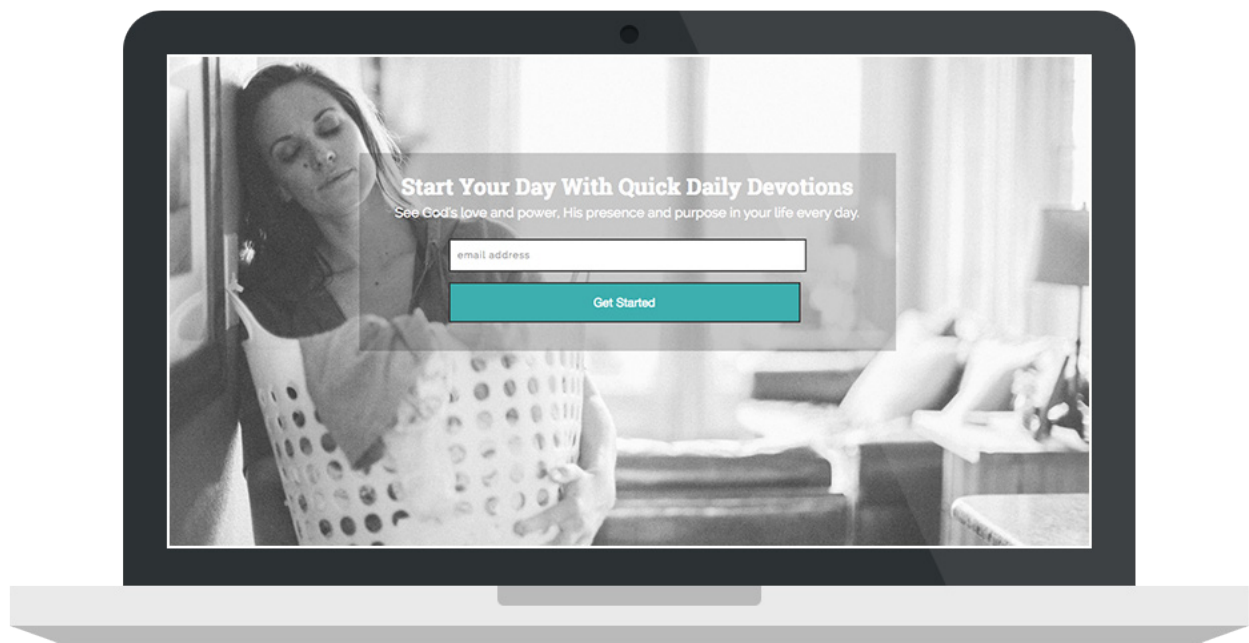 Start Your Day With Quick Daily Devotions
See God's love and power, His presence and purpose in your life every day.
email address
Get Started